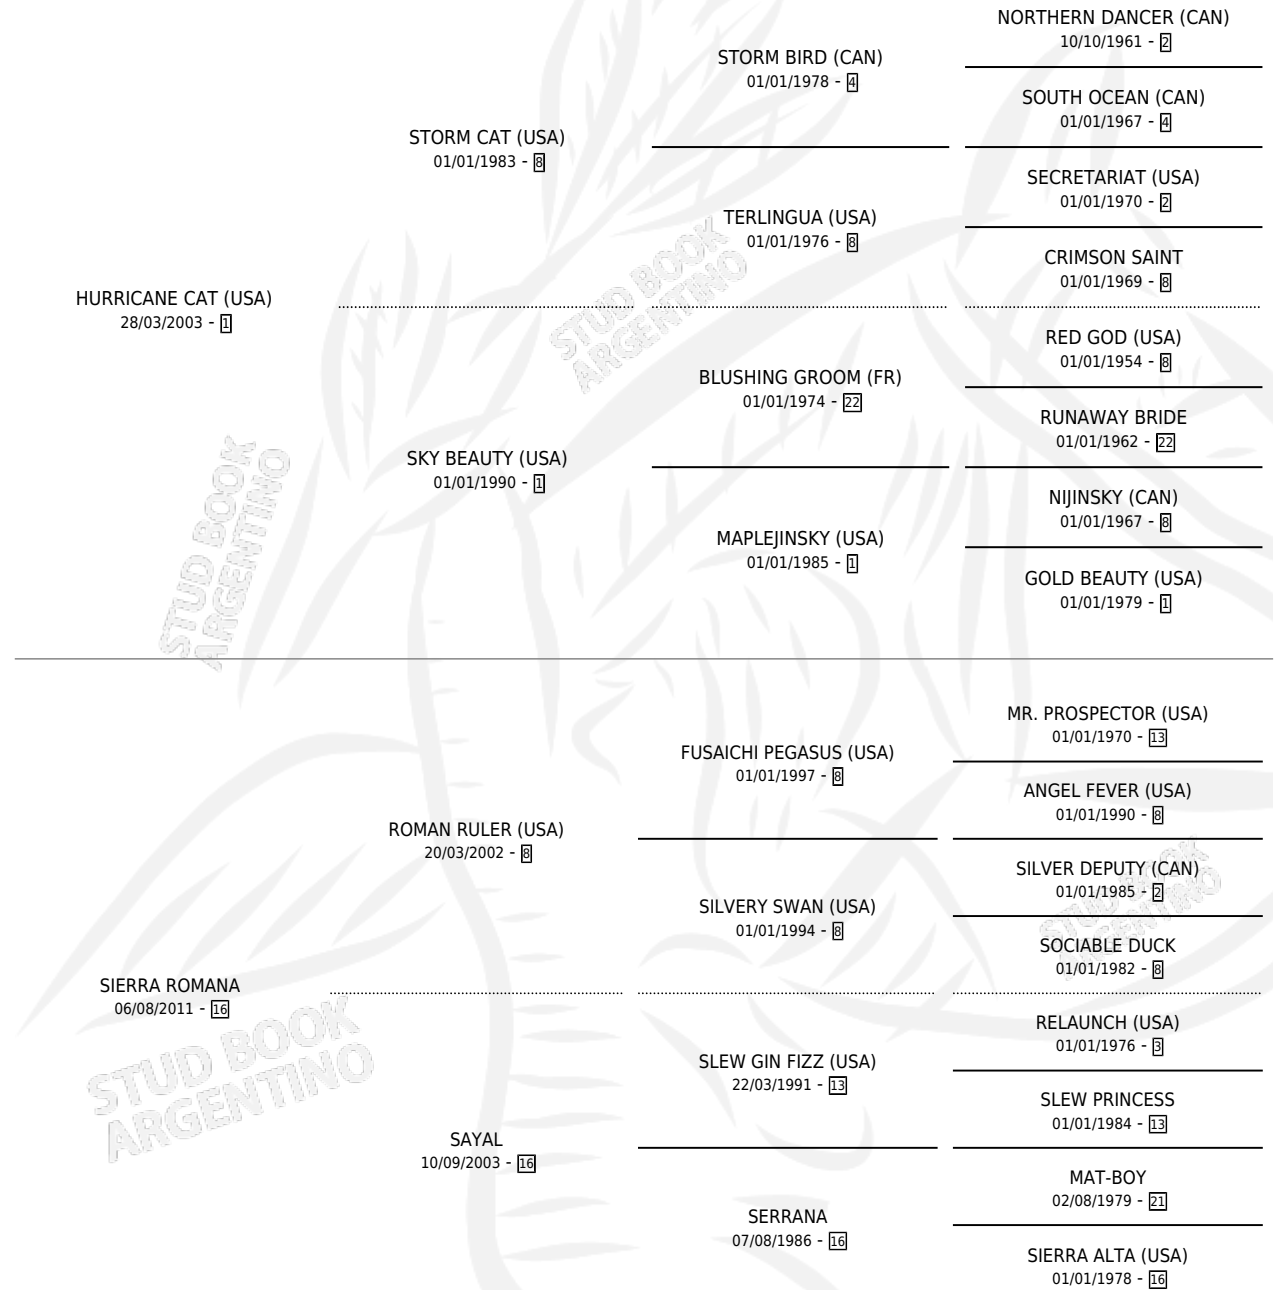 NORTHERN DANCER (CAN)
10/10/1961 - 2
STORM BIRD (CAN)
01/01/1978 - 4
SOUTH OCEAN (CAN)
01/01/1967 - 4
STORM CAT (USA)
01/01/1983 - 8
SECRETARIAT (USA)
01/01/1970 - 2
TERLINGUA (USA)
01/01/1976 - 8
CRIMSON SAINT
01/01/1969 - 8
HURRICANE CAT (USA)
28/03/2003 - 1
STUD BOOK
ARGENTINO
RED GOD (USA)
01/01/1954 - 8
BLUSHING GROOM (FR)
01/01/1974 - 22
RUNAWAY BRIDE
01/01/1962 - 22
SKY BEAUTY (USA)
01/01/1990 - 1
NIJINSKY (CAN)
01/01/1967 - 8
MAPLEJINSKY (USA)
01/01/1985 - 1
GOLD BEAUTY (USA)
01/01/1979 - 1
STUD BOOK
ARGENTINO
MR. PROSPECTOR (USA)
01/01/1970 - 13
FUSAICHI PEGASUS (USA)
01/01/1997 - 8
ANGEL FEVER (USA)
01/01/1990 - 8
ROMAN RULER (USA)
20/03/2002 - 8
SILVER DEPUTY (CAN)
01/01/1985 - 2
SILVERY SWAN (USA)
01/01/1994 - 8
STUD BOOK
ARGENTINO
SOCIABLE DUCK
01/01/1982 - 8
SIERRA ROMANA
06/08/2011 - 16
RELAUNCH (USA)
01/01/1976 - 3
SLEW GIN FIZZ (USA)
22/03/1991 - 13
SLEW PRINCESS
01/01/1984 - 13
STUD BOOK
ARGENTINO
SAYAL
10/09/2003 - 16
MAT-BOY
02/08/1979 - 21
SERRANA
07/08/1986 - 16
SIERRA ALTA (USA)
01/01/1978 - 16